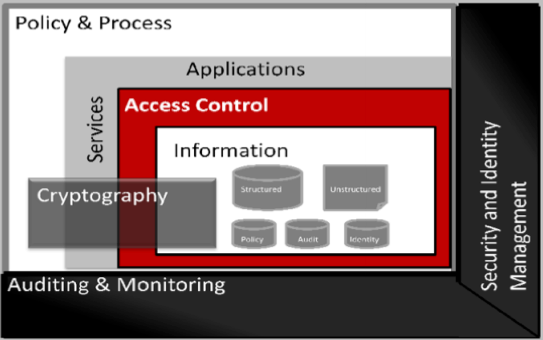 Policy & Process
Applications
Services
Access Control
Information
Structured
Unstructured
Cryptography
Policy
Audit
Identity
Auditing & Monitoring
Security and Identity
Management